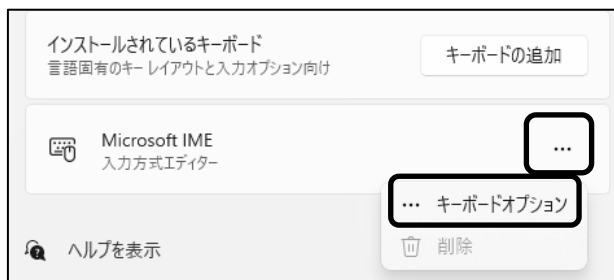 インストールされているキーボード
言語固有のキー レイアウトと入力オプション向け
キーボードの追加
Microsoft IME
入力方式エディター
…
… キーボードオプション
削除
ヘルプを表示